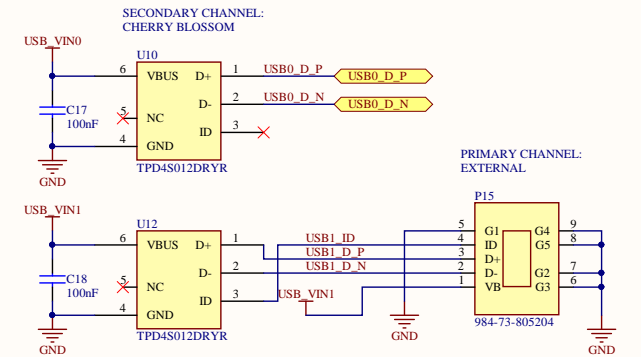 SECONDARY CHANNEL:
CHERRY BLOSSOM
USB_VIN0
U10
6 VBUS D+ 1 USB0_D_P USB0_D_P
D- 2 USB0_D_N USB0_D_N
C17
100nF
5 NC
ID 3
4 GND
TPD4S012DRYR
GND
PRIMARY CHANNEL:
EXTERNAL
P15
USB_VIN1
U12
6 VBUS D+ 1
D- 2
C18
100nF
5 NC
ID 3
4 GND
TPD4S012DRYR
GND
USB1_ID
USB1_D_P
USB1_D_N
USB_VIN1
5 G1 G4 9
4 ID G5 8
3 D+
2 D- G2 7
1 VB G3 6
984-73-805204
GND
GND